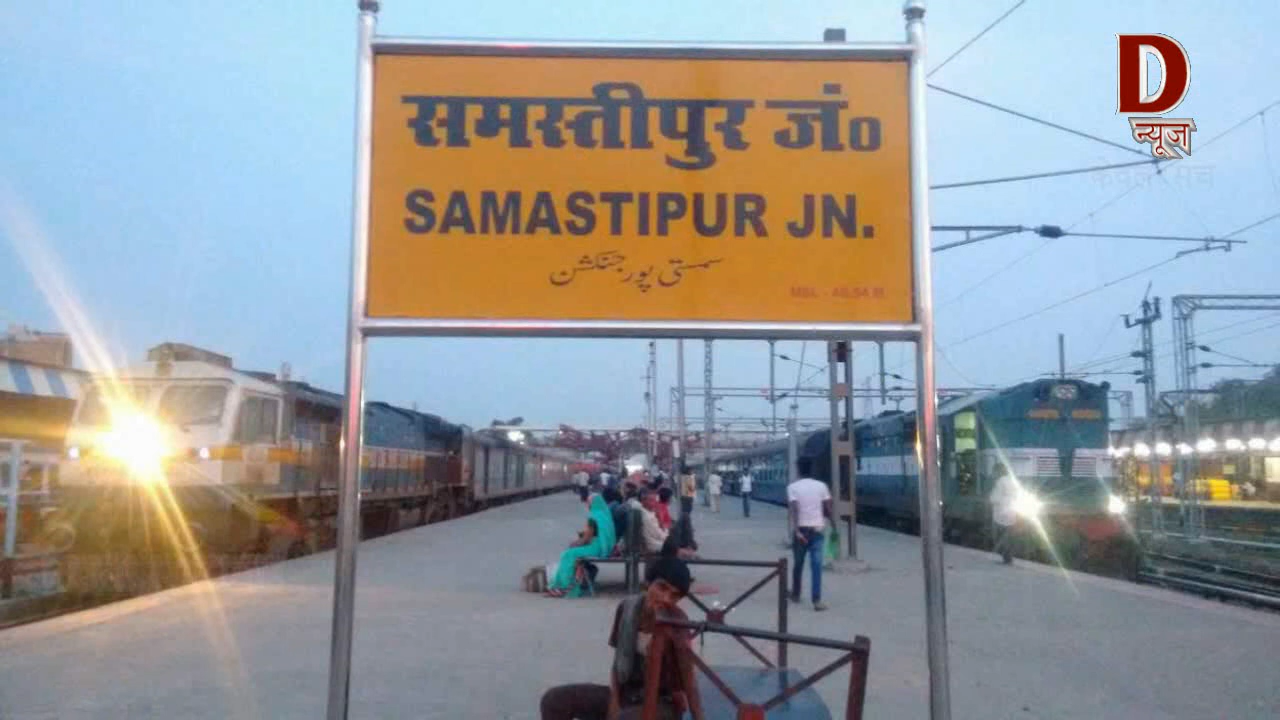 समस्तीपुर जं०
SAMASTIPUR JN.
سمستی پور جنکشن
D
न्यूज